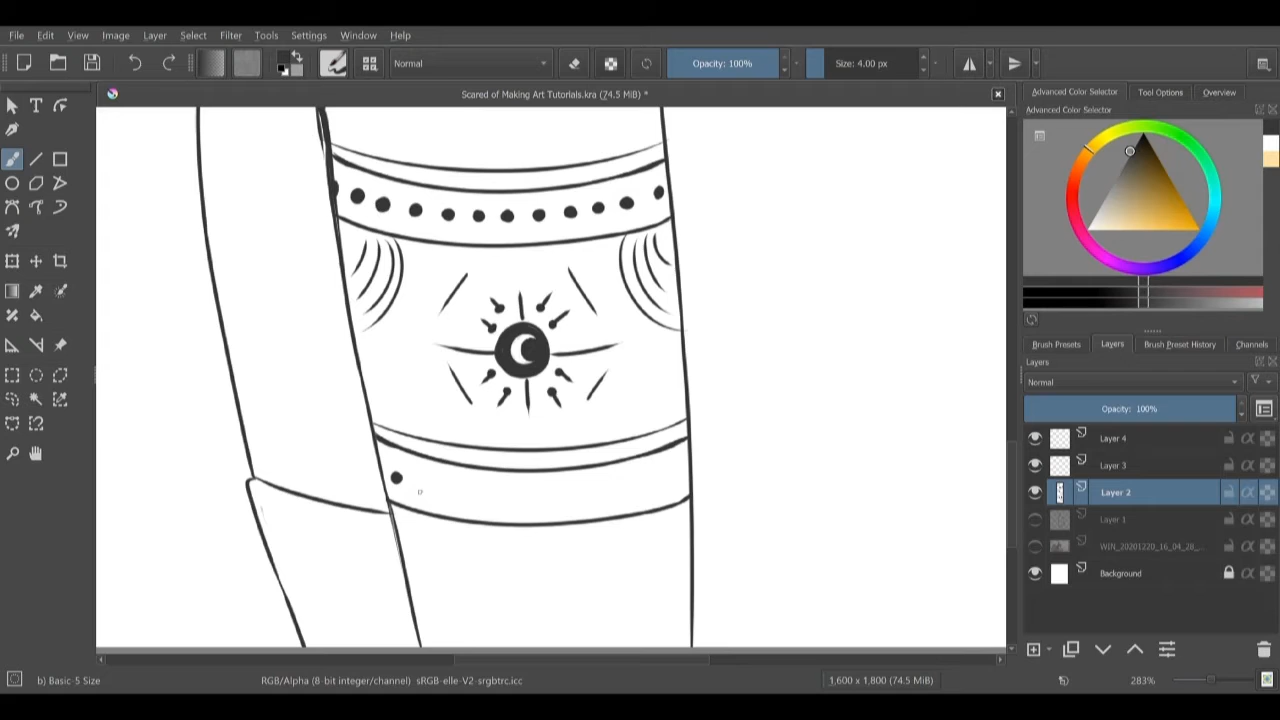 File Edit View Image Layer Select Filter Tools Settings Window Help
Normal Opacity: 100% Size: 4.00 px
Scared of Making Art Tutorials.kra (74.5 MiB) *
Advanced Color Selector Tool Options Overview
Advanced Color Selector
Brush Presets Layers Brush Preset History Channels
Layers
Normal
Opacity: 100%
Layer 4
Layer 3
Layer 2
Layer 1
WIN_20201220_16_04_28_...
Background
b) Basic-5 Size RGB/Alpha (8-bit integer/channel) sRGB-elle-V2-srgbtrc.icc 1,600 x 1,800 (74.5 MiB) 283%